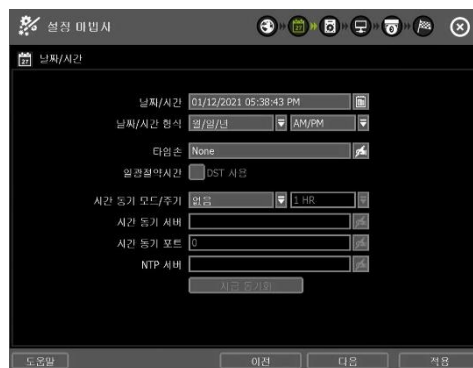 설정 마법사
27 날짜/시간
날짜/시간 01/12/2021 05:38:43 PM
날짜/시간 형식 월/일/년 AM/PM
타임존 None
일광절약시간 DST 사용
시간 동기 모드/주기 없음 1 HR
시간 동기 서버
시간 동기 포트 0
NTP 서버
지금 동기화
도움말 이전 다음 적용